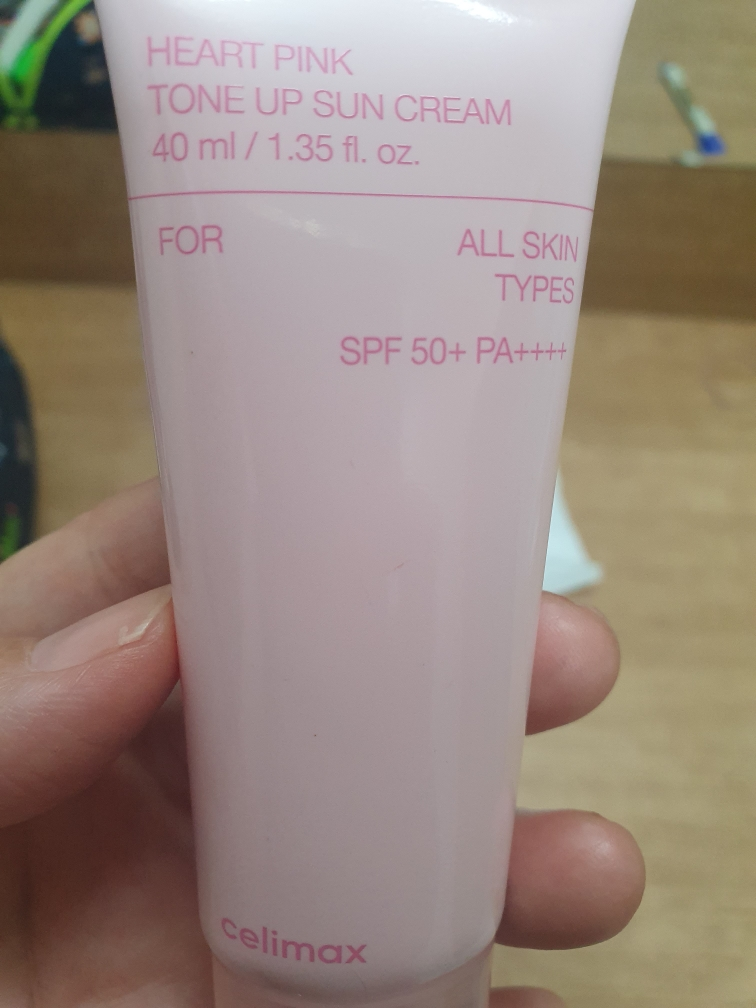 HEART PINK
TONE UP SUN CREAM
40 ml / 1.35 fl. oz.
FOR ALL SKIN
TYPES
SPF 50+ PA++++
celimax